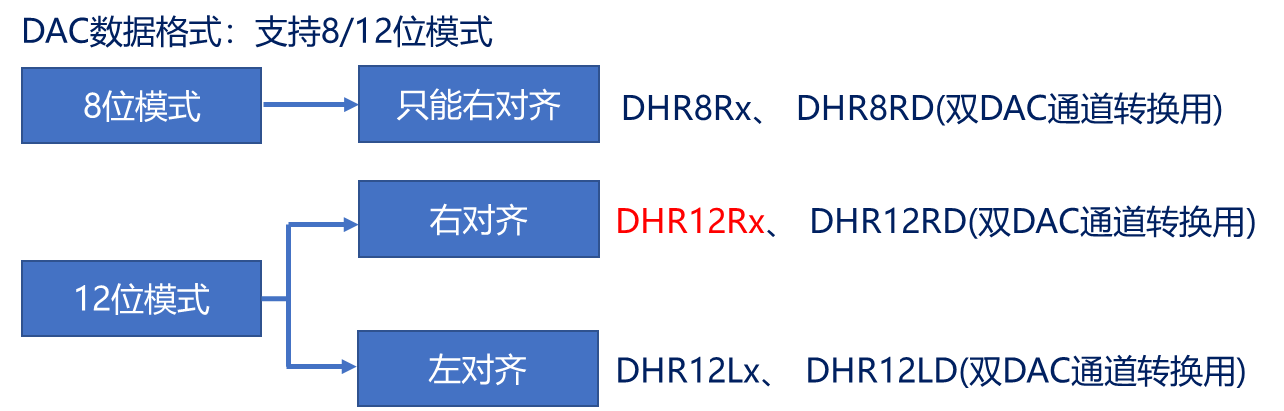 DAC数据格式：支持8/12位模式
8位模式
只能右对齐
DHR8Rx、 DHR8RD(双DAC通道转换用)
右对齐
DHR12Rx、 DHR12RD(双DAC通道转换用)
12位模式
左对齐
DHR12Lx、 DHR12LD(双DAC通道转换用)